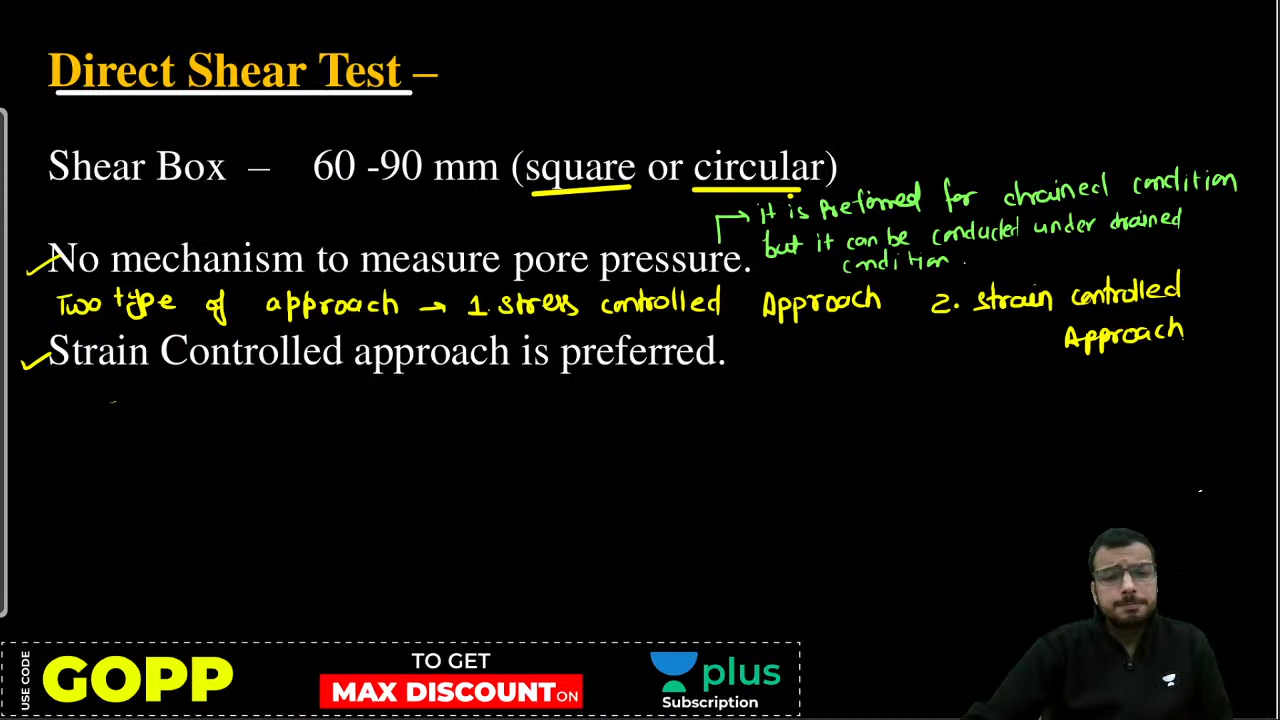 Direct Shear Test –
Shear Box – 60 -90 mm (square or circular)
it is preferred for drained condition
but it can be conducted under drained
condition.
No mechanism to measure pore pressure.
Two type of approach → 1. stress controlled Approach 2. strain controlled
Approach
Strain Controlled approach is preferred.
USE CODE
GOPP
TO GET
MAX DISCOUNT ON
plus
Subscription